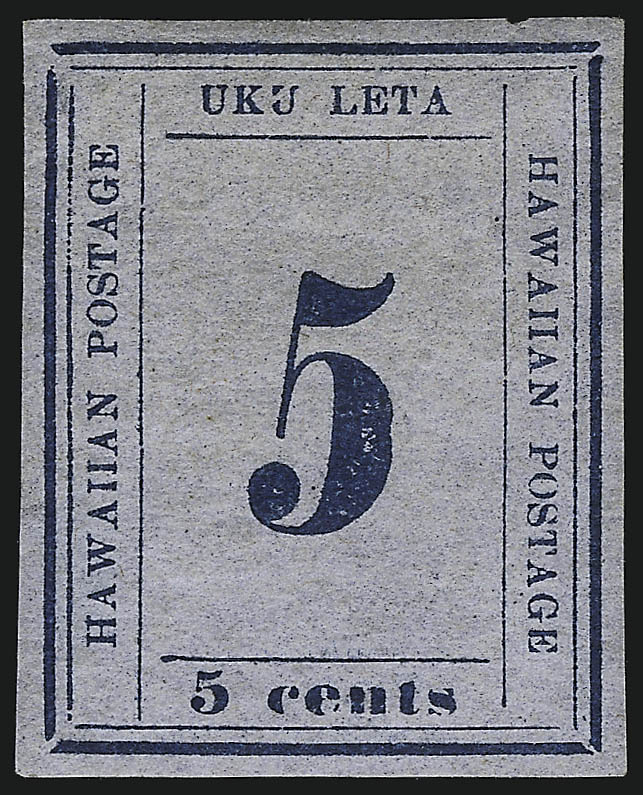 UKU LETA
HAWAIIAN POSTAGE
5
HAWAIIAN POSTAGE
5 cents